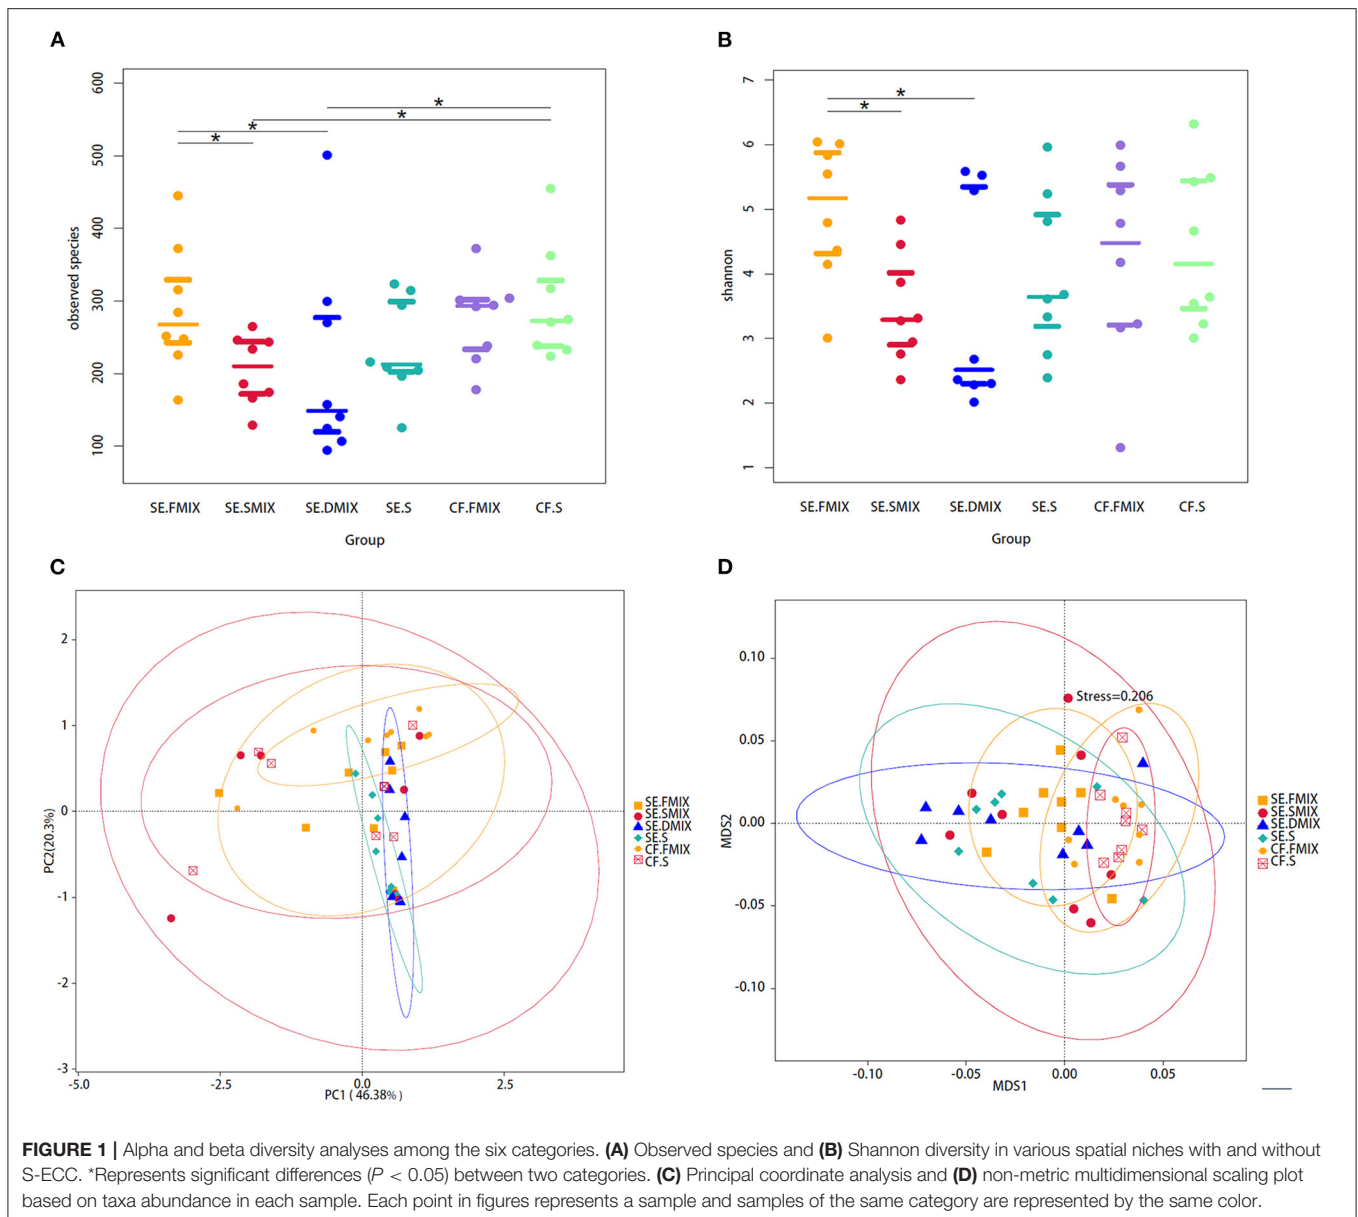 A
600
500
400
300
200
100
observed species
*
*
*
*
SE.FMIX SE.SMIX SE.DMIX SE.S CF.FMIX CF.S
Group
B
7
6
5
4
3
2
1
shannon
*
*
SE.FMIX SE.SMIX SE.DMIX SE.S CF.FMIX CF.S
Group
C
2
1
0
-1
-2
-3
PC2(20.3%)
-5.0 -2.5 0.0 2.5
PC1 ( 46.38% )
SE.FMIX
SE.SMIX
SE.DMIX
SE.S
CF.FMIX
CF.S
D
Stress=0.206
0.10
0.05
0.00
-0.05
-0.10
MDS2
-0.10 -0.05 0.00 0.05
MDS1
SE.FMIX
SE.SMIX
SE.DMIX
SE.S
CF.FMIX
CF.S
FIGURE 1 | Alpha and beta diversity analyses among the six categories. (A) Observed species and (B) Shannon diversity in various spatial niches with and without
S-ECC. *Represents significant differences (P < 0.05) between two categories. (C) Principal coordinate analysis and (D) non-metric multidimensional scaling plot
based on taxa abundance in each sample. Each point in figures represents a sample and samples of the same category are represented by the same color.